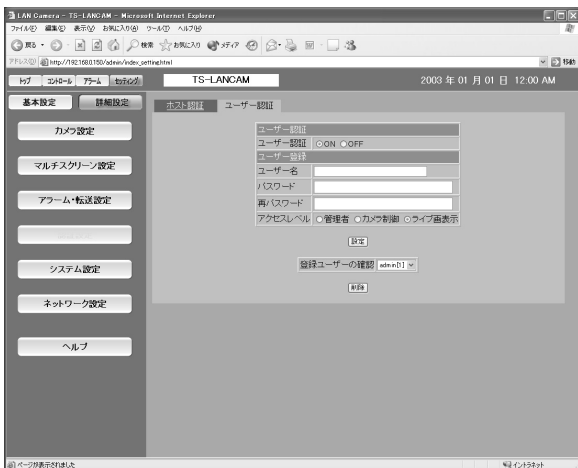 LAN Camera - TS-LANCAM - Microsoft Internet Explorer
ファイル(F) 編集(E) 表示(V) お気に入り(A) ツール(T) ヘルプ(H)
戻る 検索 お気に入り メディア
アドレス(D) http://192.168.0.150/admin/index_setting.html 移動
トップ コントロール アラーム セッティング TS-LANCAM 2003 年 01 月 01 日 12:00 AM
基本設定 詳細設定 ホスト認証 ユーザー認証
カメラ設定
マルチスクリーン設定
アラーム・転送設定
システム設定
ネットワーク設定
ヘルプ
ユーザー認証
ユーザー認証 ON OFF
ユーザー登録
ユーザー名
パスワード
再パスワード
アクセスレベル 管理者 カメラ制御 ライブ画表示
設定
登録ユーザーの確認 admin[1]
削除
ページが表示されました イントラネット